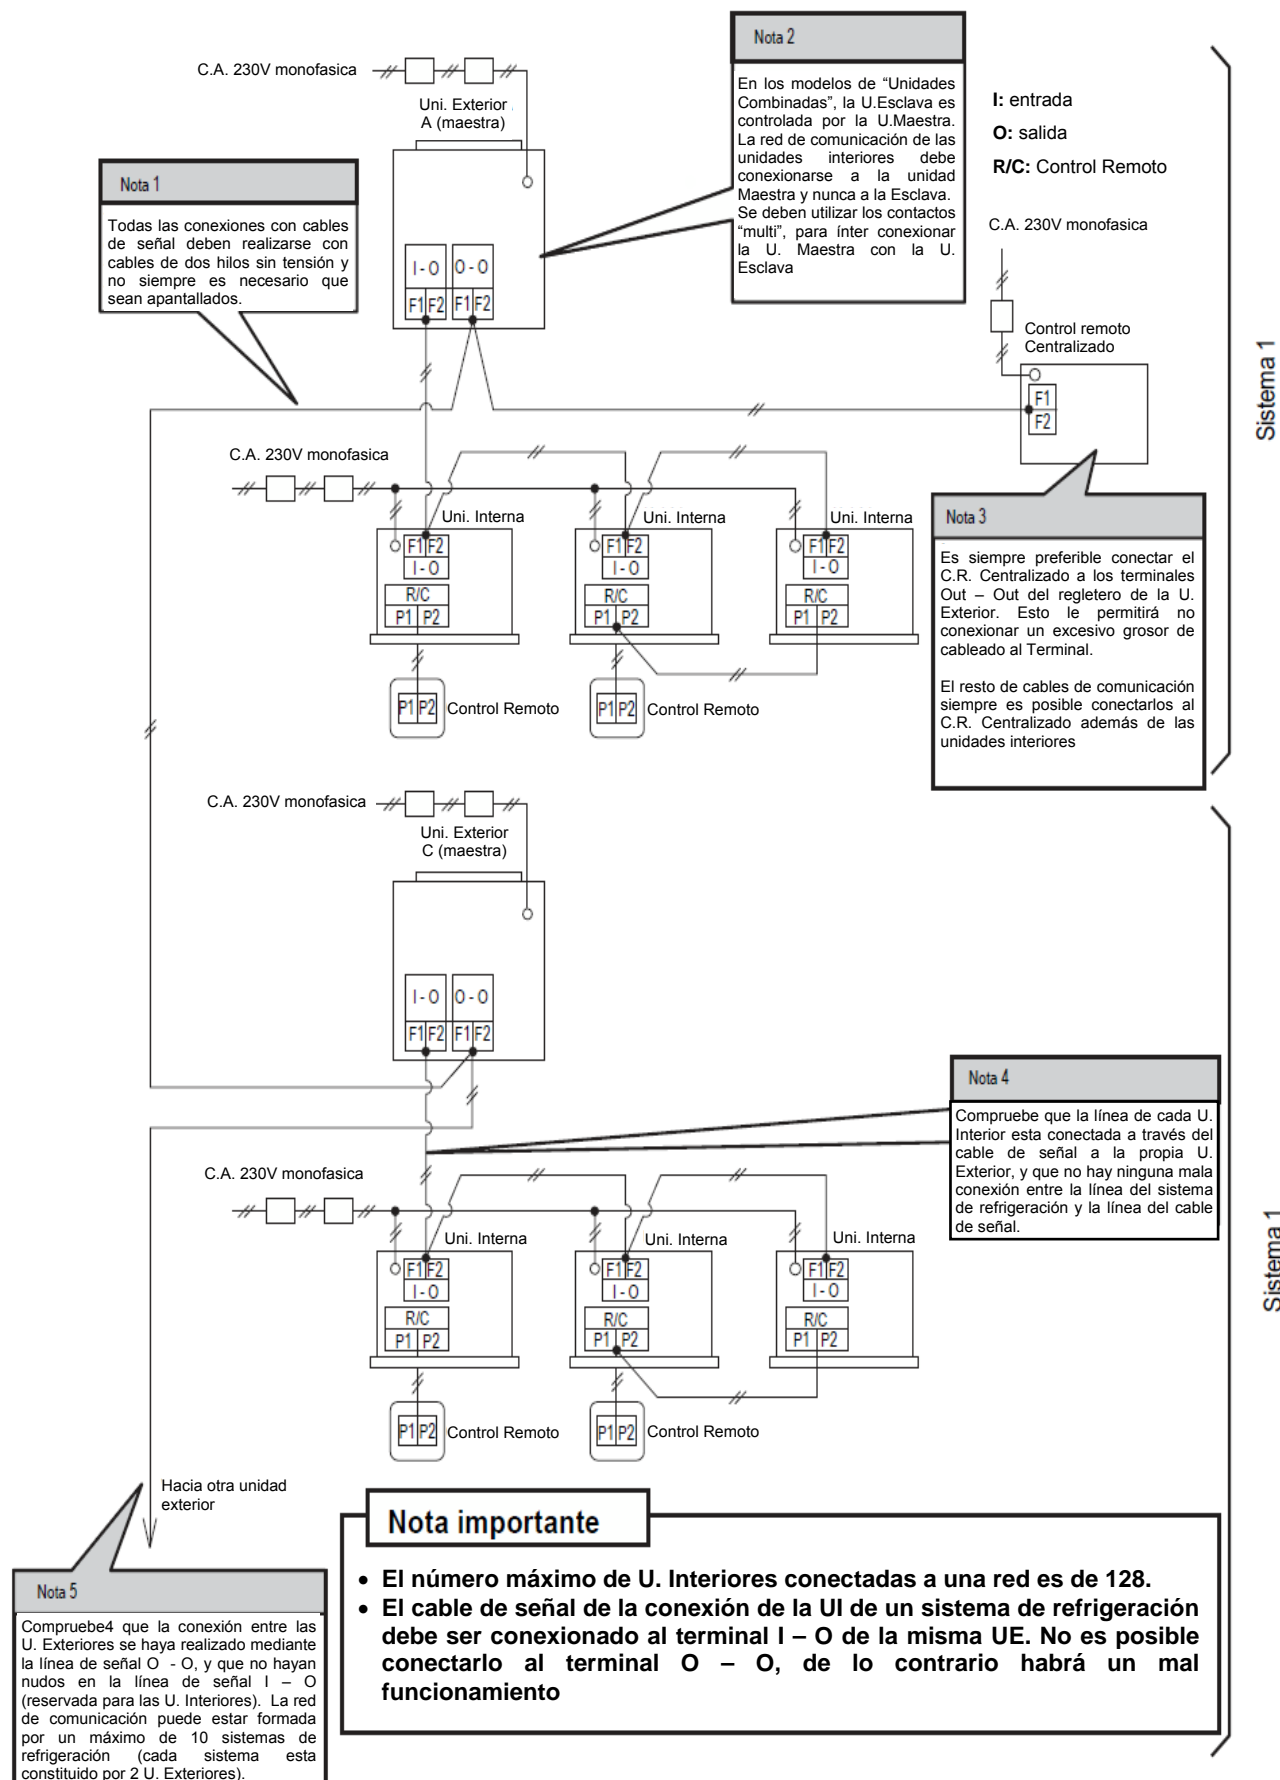 C.A. 230V monofasica
Uni. Exterior
A (maestra)
Nota 2
En los modelos de “Unidades
Combinadas”, la U.Esclava es
controlada por la U.Maestra.
La red de comunicación de las
unidades interiores debe
conexionarse a la unidad
Maestra y nunca a la Esclava.
Se deben utilizar los contactos
“multi”, para ínter conexionar
la U. Maestra con la U.
Esclava
I: entrada
O: salida
R/C: Control Remoto
Nota 1
Todas las conexiones con cables
de señal deben realizarse con
cables de dos hilos sin tensión y
no siempre es necesario que
sean apantallados.
I - O O - O
F1 F2 F1 F2
C.A. 230V monofasica
Control remoto
Centralizado
F1
F2
Sistema 1
C.A. 230V monofasica
Uni. Interna
Uni. Interna
Uni. Interna
F1 F2
I - O
R/C
P1 P2
F1 F2
I - O
R/C
P1 P2
F1 F2
I - O
R/C
P1 P2
P1 P2
Control Remoto
P1 P2
Control Remoto
Nota 3
Es siempre preferible conectar el
C.R. Centralizado a los terminales
Out – Out del regletero de la U.
Exterior. Esto le permitirá no
conexionar un excesivo grosor de
cableado al Terminal.
El resto de cables de comunicación
siempre es posible conectarlos al
C.R. Centralizado además de las
unidades interiores
C.A. 230V monofasica
Uni. Exterior
C (maestra)
I - O O - O
F1 F2 F1 F2
Nota 4
Compruebe que la línea de cada U.
Interior esta conectada a través del
cable de señal a la propia U.
Exterior, y que no hay ninguna mala
conexión entre la línea del sistema
de refrigeración y la línea del cable
de señal.
Sistema 1
C.A. 230V monofasica
Uni. Interna
Uni. Interna
Uni. Interna
F1 F2
I - O
R/C
P1 P2
F1 F2
I - O
R/C
P1 P2
F1 F2
I - O
R/C
P1 P2
P1 P2
Control Remoto
P1 P2
Control Remoto
Hacia otra unidad
exterior
Nota 5
Compruebe4 que la conexión entre las
U. Exteriores se haya realizado mediante
la línea de señal O - O, y que no hayan
nudos en la línea de señal I – O
(reservada para las U. Interiores). La red
de comunicación puede estar formada
por un máximo de 10 sistemas de
refrigeración (cada sistema esta
constituido por 2 U. Exteriores).
Nota importante
• El número máximo de U. Interiores conectadas a una red es de 128.
• El cable de señal de la conexión de la UI de un sistema de refrigeración
debe ser conexionado al terminal I – O de la misma UE. No es posible
conectarlo al terminal O – O, de lo contrario habrá un mal
funcionamiento